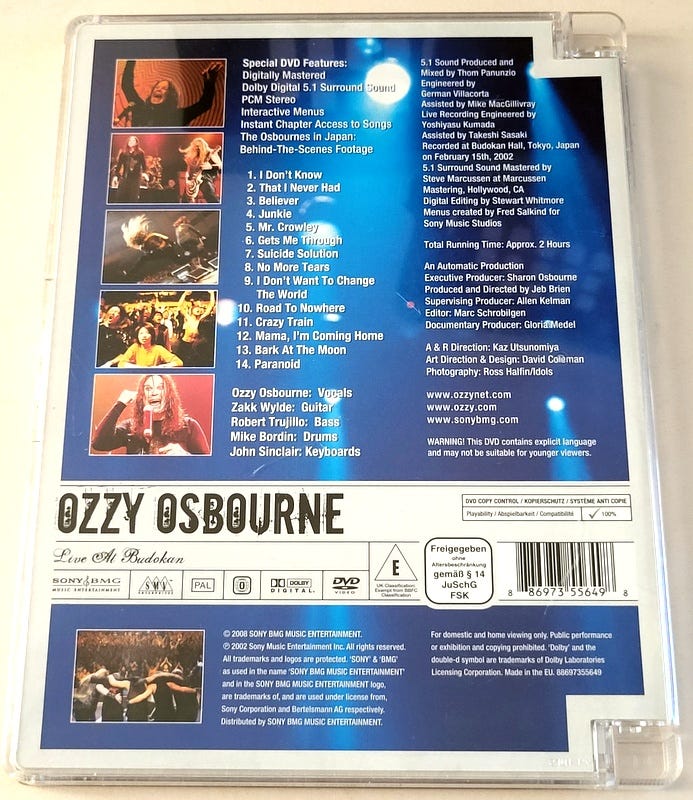 Special DVD Features:
Digitally Mastered
Dolby Digital 5.1 Surround Sound
PCM Stereo
Interactive Menus
Instant Chapter Access to Songs
The Osbournes in Japan:
Behind-The-Scenes Footage
1. I Don't Know
2. That I Never Had
3. Believer
4. Junkie
5. Mr. Crowley
6. Gets Me Through
7. Suicide Solution
8. No More Tears
9. I Don't Want To Change
The World
10. Road To Nowhere
11. Crazy Train
12. Mama, I'm Coming Home
13. Bark At The Moon
14. Paranoid
Ozzy Osbourne: Vocals
Zakk Wylde: Guitar
Robert Trujillo: Bass
Mike Bordin: Drums
John Sinclair: Keyboards
5.1 Sound Produced and
Mixed by Thom Panunzio
Engineered by
German Villacorta
Assisted by Mike MacGillivray
Live Recording Engineered by
Yoshiyasu Kumada
Assisted by Takeshi Sasaki
Recorded at Budokan Hall, Tokyo, Japan
on February 15th, 2002
5.1 Surround Sound Mastered by
Steve Marcussen at Marcussen
Mastering, Hollywood, CA
Digital Editing by Stewart Whitmore
Menus created by Fred Salkind for
Sony Music Studios
Total Running Time: Approx. 2 Hours
An Automatic Production
Executive Producer: Sharon Osbourne
Produced and Directed by Jeb Brien
Supervising Producer: Allen Kelman
Editor: Marc Schrobilgen
Documentary Producer: Gloria Medel
A & R Direction: Kaz Utsunomiya
Art Direction & Design: David Coleman
Photography: Ross Halfin/Idols
www.ozzynet.com
www.ozzy.com
www.sonybmg.com
WARNING! This DVD contains explicit language
and may not be suitable for younger viewers.
OZZY OSBOURNE
DVD COPY CONTROL / KOPIERSCHUTZ / SYSTÈME ANTI COPIE
Playability / Abspielbarkeit / Compatibilité ✓ 100%
Live At Budokan
SONY BMG
MUSIC ENTERTAINMENT
SMV
ENTERPRISES
PAL
0
DOLBY
DIGITAL
DVD
VIDEO
E
UK Classification:
Exempt from BBFC
Classification
Freigegeben
ohne
Altersbeschränkung
gemäß § 14
JuSchG
FSK
8 86973 55649 8
© 2008 SONY BMG MUSIC ENTERTAINMENT.
℗ 2002 Sony Music Entertainment Inc. All rights reserved.
All trademarks and logos are protected. 'SONY' & 'BMG'
as used in the name 'SONY BMG MUSIC ENTERTAINMENT'
and in the SONY BMG MUSIC ENTERTAINMENT logo,
are trademarks of, and are used under license from,
Sony Corporation and Bertelsmann AG respectively.
Distributed by SONY BMG MUSIC ENTERTAINMENT.
For domestic and home viewing only. Public performance
or exhibition and copying prohibited. 'Dolby' and the
double-d symbol are trademarks of Dolby Laboratories
Licensing Corporation. Made in the EU. 88697355649